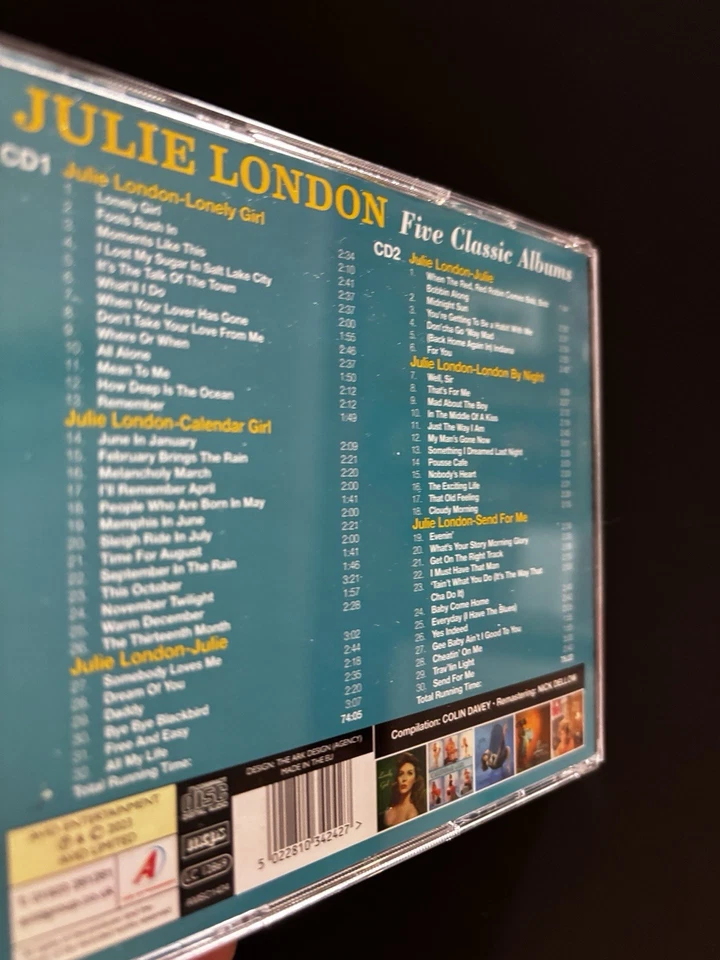 JULIE LONDON Five Classic Albums
CD1 Julie London-Lonely Girl
1. Lonely Girl
2. Fools Rush In 2:34
3. Moments Like This 2:10
4. I Lost My Sugar In Salt Lake City 2:41
5. It's The Talk Of The Town 2:37
6. What'll I Do 2:37
7. When Your Lover Has Gone 2:00
8. Don't Take Your Love From Me 1:55
9. Where Or When 2:46
10. All Alone 2:37
11. Mean To Me 1:50
12. How Deep Is The Ocean 2:12
13. Remember 2:12
1:49
Julie London-Calendar Girl
14. June In January 2:09
15. February Brings The Rain 2:21
16. Melancholy March 2:20
17. I'll Remember April 2:00
18. People Who Are Born In May 1:41
19. Memphis In June 2:00
20. Sleigh Ride In July 2:21
21. Time For August 2:00
22. September In The Rain 1:41
23. This October 1:46
24. November Twilight 3:21
25. Warm December 1:57
26. The Thirteenth Month 2:28
Julie London-Julie
27. Somebody Loves Me 3:02
28. Dream Of You 2:44
29. Daddy 2:18
30. Bye Bye Blackbird 2:35
31. Free And Easy 2:20
32. All My Life 3:07
Total Running Time: 74:05
CD2 Julie London-Julie
1. When The Red, Red Robin Comes Bob, Bob
Bobbin Along
2. Midnight Sun
3. You're Getting To Be a Habit With Me
4. Don'cha Go 'Way Mad
5. (Back Home Again In) Indiana
6. For You
Julie London-London By Night
7. Well, Sir
8. That's For Me
9. Mad About The Boy
10. In The Middle Of A Kiss
11. Just The Way I Am
12. My Man's Gone Now
13. Something I Dreamed Last Night
14. Pousse Cafe
15. Nobody's Heart
16. The Exciting Life
17. That Old Feeling
18. Cloudy Morning
Julie London-Send For Me
19. Evenin'
20. What's Your Story Morning Glory
21. Get On The Right Track
22. I Must Have That Man
23. 'Tain't What You Do (It's The Way That
Cha Do It)
24. Baby Come Home
25. Everyday (I Have The Blues)
26. Yes Indeed
27. Gee Baby Ain't I Good To You
28. Cheatin' On Me
29. Trav'lin Light
30. Send For Me
Total Running Time:
Compilation: COLIN DAVEY • Remastering: NICK DELLOW
DESIGN: THE ARK DESIGN (AGENCY)
MADE IN THE EU
AVID ENTERTAINMENT
℗ & © 2023
AVID LIMITED
disc
DIGITAL AUDIO
mcps
5 022810 342427 >
Lonely Girl